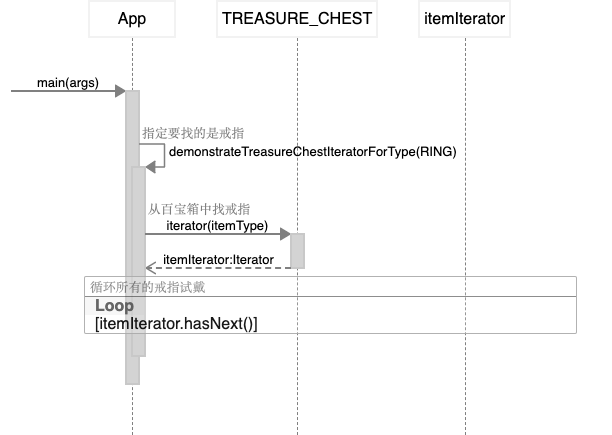 App
TREASURE_CHEST
itemIterator
main(args)
指定要找的是戒指
demonstrateTreasureChestIteratorForType(RING)
从百宝箱中找戒指
iterator(itemType)
itemIterator:Iterator
循环所有的戒指试戴
Loop
[itemIterator.hasNext()]